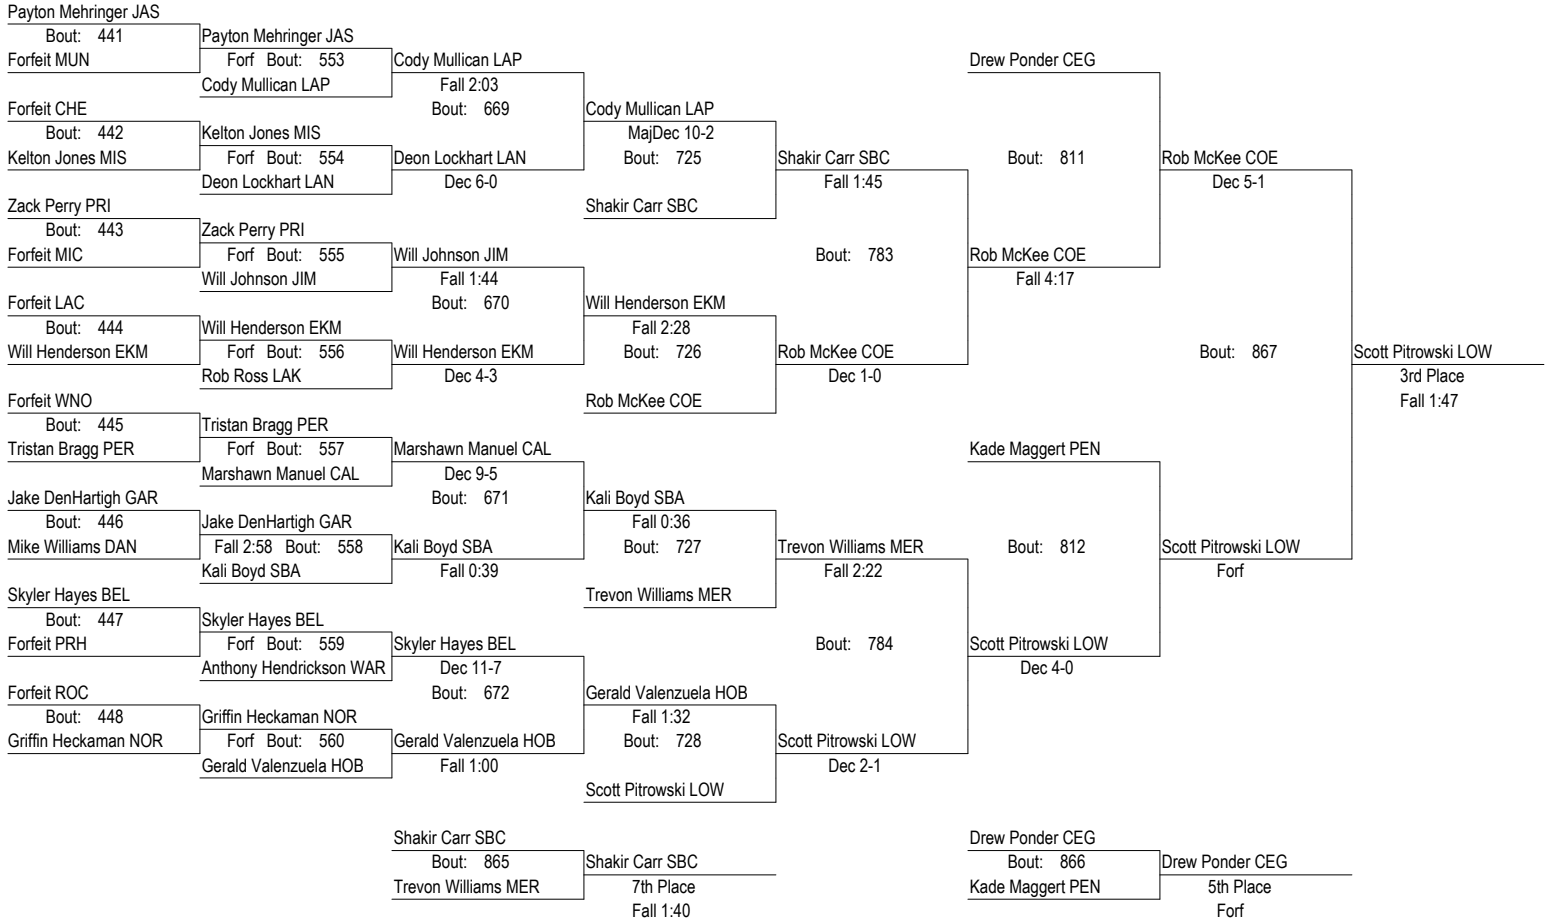 Payton Mehringer JAS
Bout: 441
Forfeit MUN
Forfeit CHE
Bout: 442
Kelton Jones MIS
Zack Perry PRI
Bout: 443
Forfeit MIC
Forfeit LAC
Bout: 444
Will Henderson EKM
Forfeit WNO
Bout: 445
Tristan Bragg PER
Jake DenHartigh GAR
Bout: 446
Mike Williams DAN
Skyler Hayes BEL
Bout: 447
Forfeit PRH
Forfeit ROC
Bout: 448
Griffin Heckaman NOR
Payton Mehringer JAS
Forf Bout: 553
Cody Mullican LAP
Kelton Jones MIS
Forf Bout: 554
Deon Lockhart LAN
Zack Perry PRI
Forf Bout: 555
Will Johnson JIM
Will Henderson EKM
Forf Bout: 556
Rob Ross LAK
Tristan Bragg PER
Forf Bout: 557
Marshawn Manuel CAL
Jake DenHartigh GAR
Fall 2:58 Bout: 558
Kali Boyd SBA
Skyler Hayes BEL
Forf Bout: 559
Anthony Hendrickson WAR
Griffin Heckaman NOR
Forf Bout: 560
Gerald Valenzuela HOB
Cody Mullican LAP
Fall 2:03
Bout: 669
Deon Lockhart LAN
Dec 6-0
Will Johnson JIM
Fall 1:44
Bout: 670
Will Henderson EKM
Dec 4-3
Marshawn Manuel CAL
Dec 9-5
Bout: 671
Kali Boyd SBA
Fall 0:39
Skyler Hayes BEL
Dec 11-7
Bout: 672
Gerald Valenzuela HOB
Fall 1:00
Cody Mullican LAP
MajDec 10-2
Bout: 725
Shakir Carr SBC
Will Henderson EKM
Fall 2:28
Bout: 726
Rob McKee COE
Kali Boyd SBA
Fall 0:36
Bout: 727
Trevon Williams MER
Gerald Valenzuela HOB
Fall 1:32
Bout: 728
Scott Pitrowski LOW
Shakir Carr SBC
Fall 1:45
Bout: 783
Rob McKee COE
Dec 1-0
Trevon Williams MER
Fall 2:22
Bout: 784
Scott Pitrowski LOW
Dec 2-1
Drew Ponder CEG
Bout: 811
Rob McKee COE
Fall 4:17
Kade Maggert PEN
Bout: 812
Scott Pitrowski LOW
Dec 4-0
Rob McKee COE
Dec 5-1
Bout: 867
Scott Pitrowski LOW
Forf
Scott Pitrowski LOW
3rd Place
Fall 1:47
Shakir Carr SBC
Bout: 865
Trevon Williams MER
Shakir Carr SBC
7th Place
Fall 1:40
Drew Ponder CEG
Bout: 866
Kade Maggert PEN
Drew Ponder CEG
5th Place
Forf